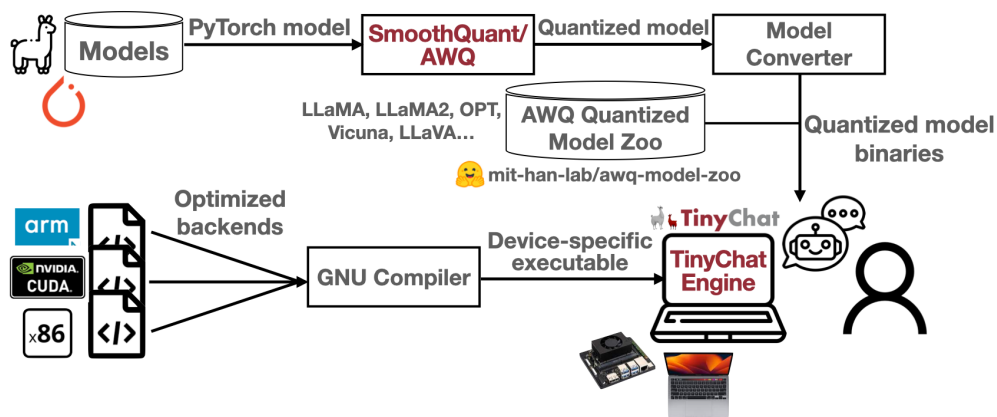 Models
PyTorch model
SmoothQuant/
AWQ
Quantized model
Model
Converter
LLaMA, LLaMA2, OPT,
Vicuna, LLaVA...
AWQ Quantized
Model Zoo
mit-han-lab/awq-model-zoo
Quantized model
binaries
arm
NVIDIA.
CUDA.
x86
</>
</>
</>
Optimized
backends
GNU Compiler
Device-specific
executable
TinyChat
TinyChat
Engine